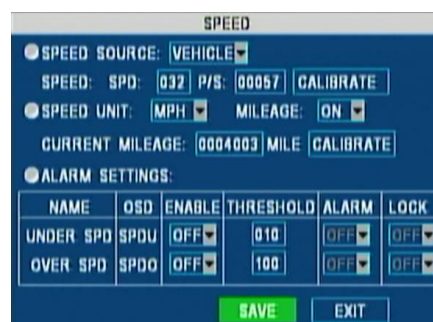 SPEED
SPEED SOURCE: VEHICLE
SPEED: SPD: 032 P/S: 00057 CALIBRATE
SPEED UNIT: MPH MILEAGE: ON
CURRENT MILEAGE: 0004003 MILE CALIBRATE
ALARM SETTINGS:
NAME OSD ENABLE THRESHOLD ALARM LOCK
UNDER SPD SPDU OFF 010 OFF OFF
OVER SPD SPDO OFF 100 OFF OFF
SAVE EXIT